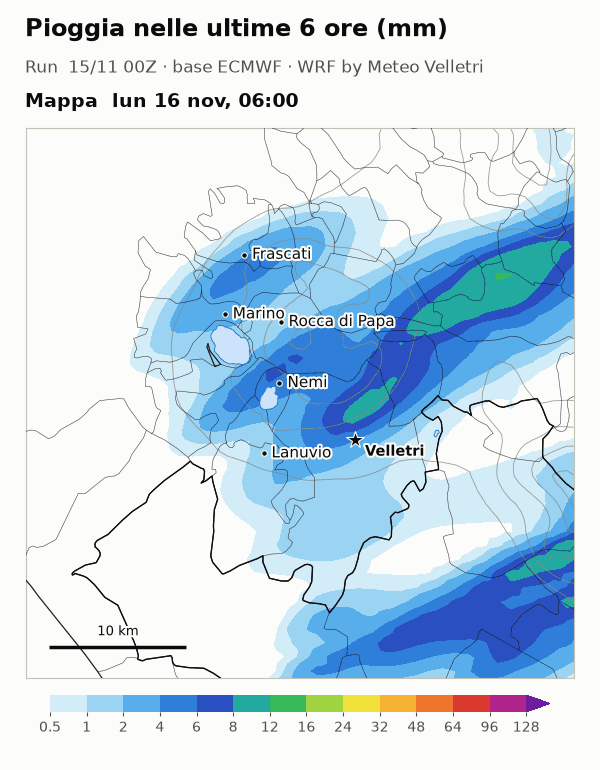 Pioggia nelle ultime 6 ore (mm)
Run  15/11 00Z · base ECMWF · WRF by Meteo Velletri
Mappa  lun 16 nov, 06:00
Frascati
Marino
Rocca di Papa
Nemi
Velletri
Lanuvio
10 km
0.5 1 2 4 6 8 12 16 24 32 48 64 96 128